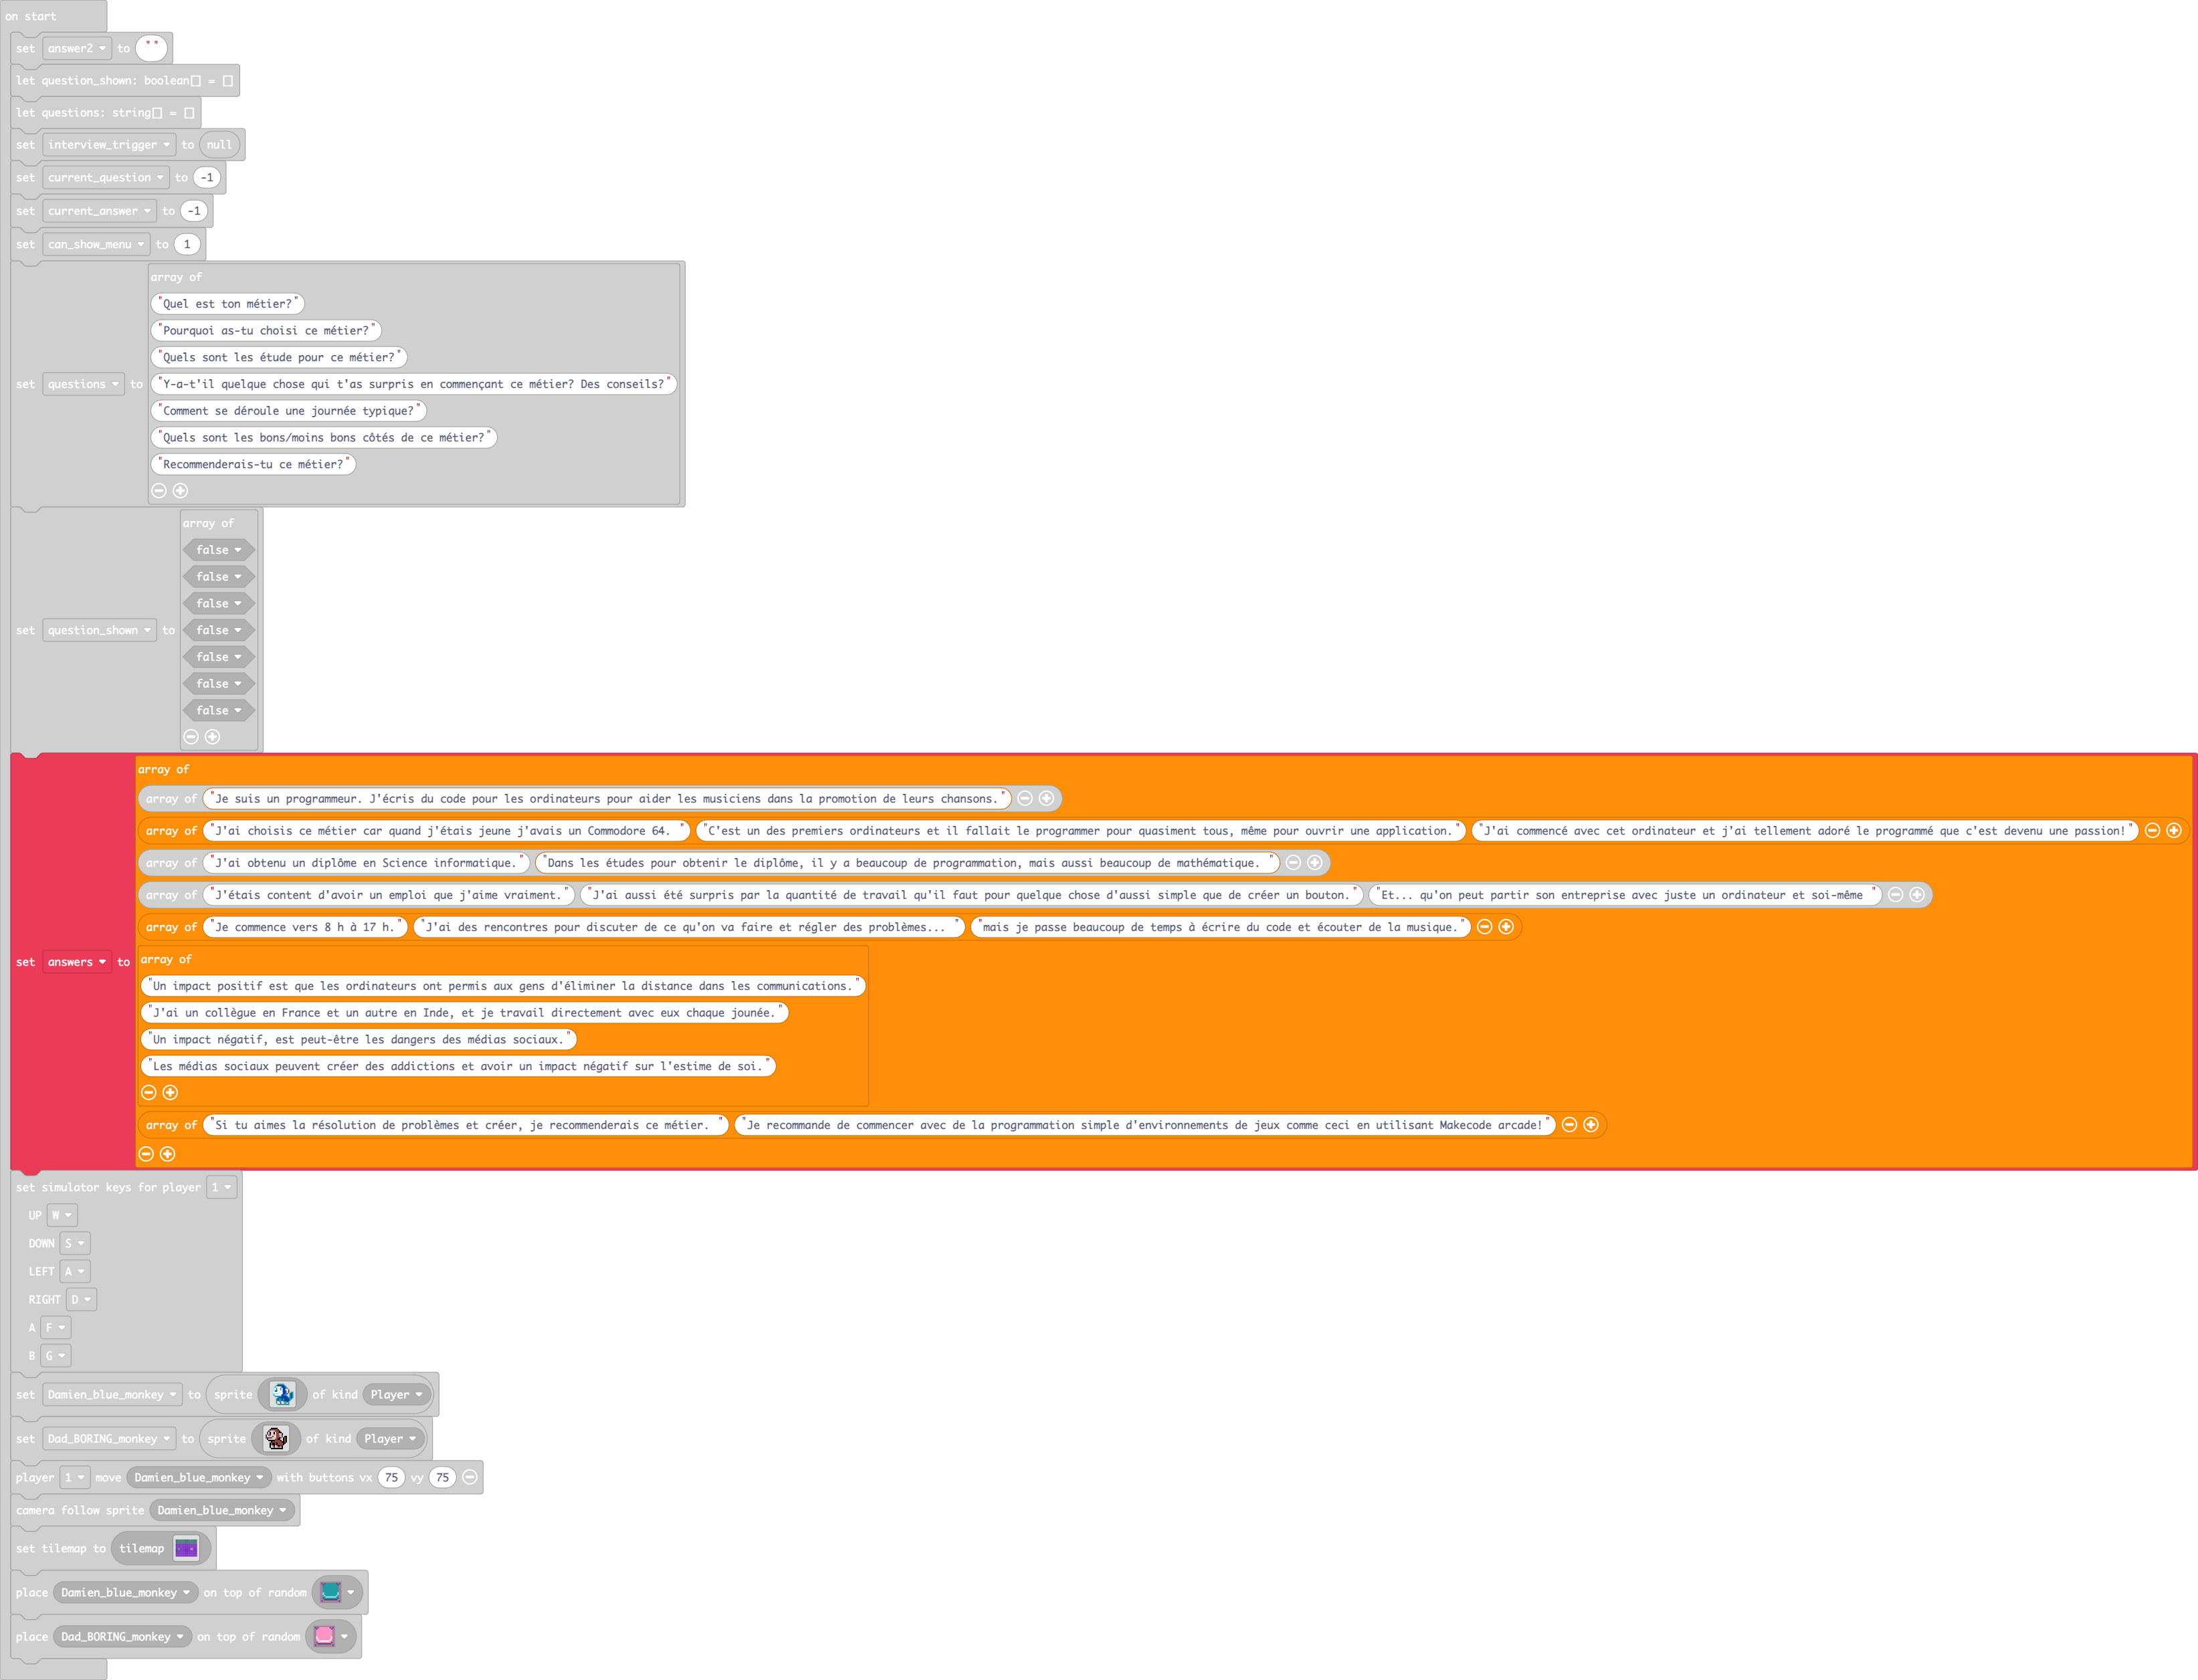 on start
set answer2 to " "
let question_shown: boolean[] = []
let questions: string[] = []
set interview_trigger to null
set current_question to -1
set current_answer to -1
set can_show_menu to 1
array of
"Quel est ton métier?"
"Pourquoi as-tu choisi ce métier?"
"Quels sont les étude pour ce métier?"
set questions to "Y-a-t'il quelque chose qui t'as surpris en commençant ce métier? Des conseils?"
"Comment se déroule une journée typique?"
"Quels sont les bons/moins bons côtés de ce métier?"
"Recommenderais-tu ce métier?"
array of
false
false
false
set question_shown to false
false
false
false
array of
array of "Je suis un programmeur. J'écris du code pour les ordinateurs pour aider les musiciens dans la promotion de leurs chansons."
array of "J'ai choisis ce métier car quand j'étais jeune j'avais un Commodore 64. " "C'est un des premiers ordinateurs et il fallait le programmer pour quasiment tous, même pour ouvrir une application." "J'ai commencé avec cet ordinateur et j'ai tellement adoré le programmé que c'est devenu une passion!"
array of "J'ai obtenu un diplôme en Science informatique." "Dans les études pour obtenir le diplôme, il y a beaucoup de programmation, mais aussi beaucoup de mathématique. "
array of "J'étais content d'avoir un emploi que j'aime vraiment." "J'ai aussi été surpris par la quantité de travail qu'il faut pour quelque chose d'aussi simple que de créer un bouton." "Et... qu'on peut partir son entreprise avec juste un ordinateur et soi-même "
array of "Je commence vers 8 h à 17 h." "J'ai des rencontres pour discuter de ce qu'on va faire et régler des problèmes... " "mais je passe beaucoup de temps à écrire du code et écouter de la musique."
set answers to array of
"Un impact positif est que les ordinateurs ont permis aux gens d'éliminer la distance dans les communications."
"J'ai un collègue en France et un autre en Inde, et je travail directement avec eux chaque jounée."
"Un impact négatif, est peut-être les dangers des médias sociaux."
"Les médias sociaux peuvent créer des addictions et avoir un impact négatif sur l'estime de soi."
array of "Si tu aimes la résolution de problèmes et créer, je recommenderais ce métier. " "Je recommande de commencer avec de la programmation simple d'environnements de jeux comme ceci en utilisant Makecode arcade!"
set simulator keys for player 1
UP W
DOWN S
LEFT A
RIGHT D
A F
B G
set Damien_blue_monkey to sprite of kind Player
set Dad_BORING_monkey to sprite of kind Player
player 1 move Damien_blue_monkey with buttons vx 75 vy 75
camera follow sprite Damien_blue_monkey
set tilemap to tilemap
place Damien_blue_monkey on top of random
place Dad_BORING_monkey on top of random